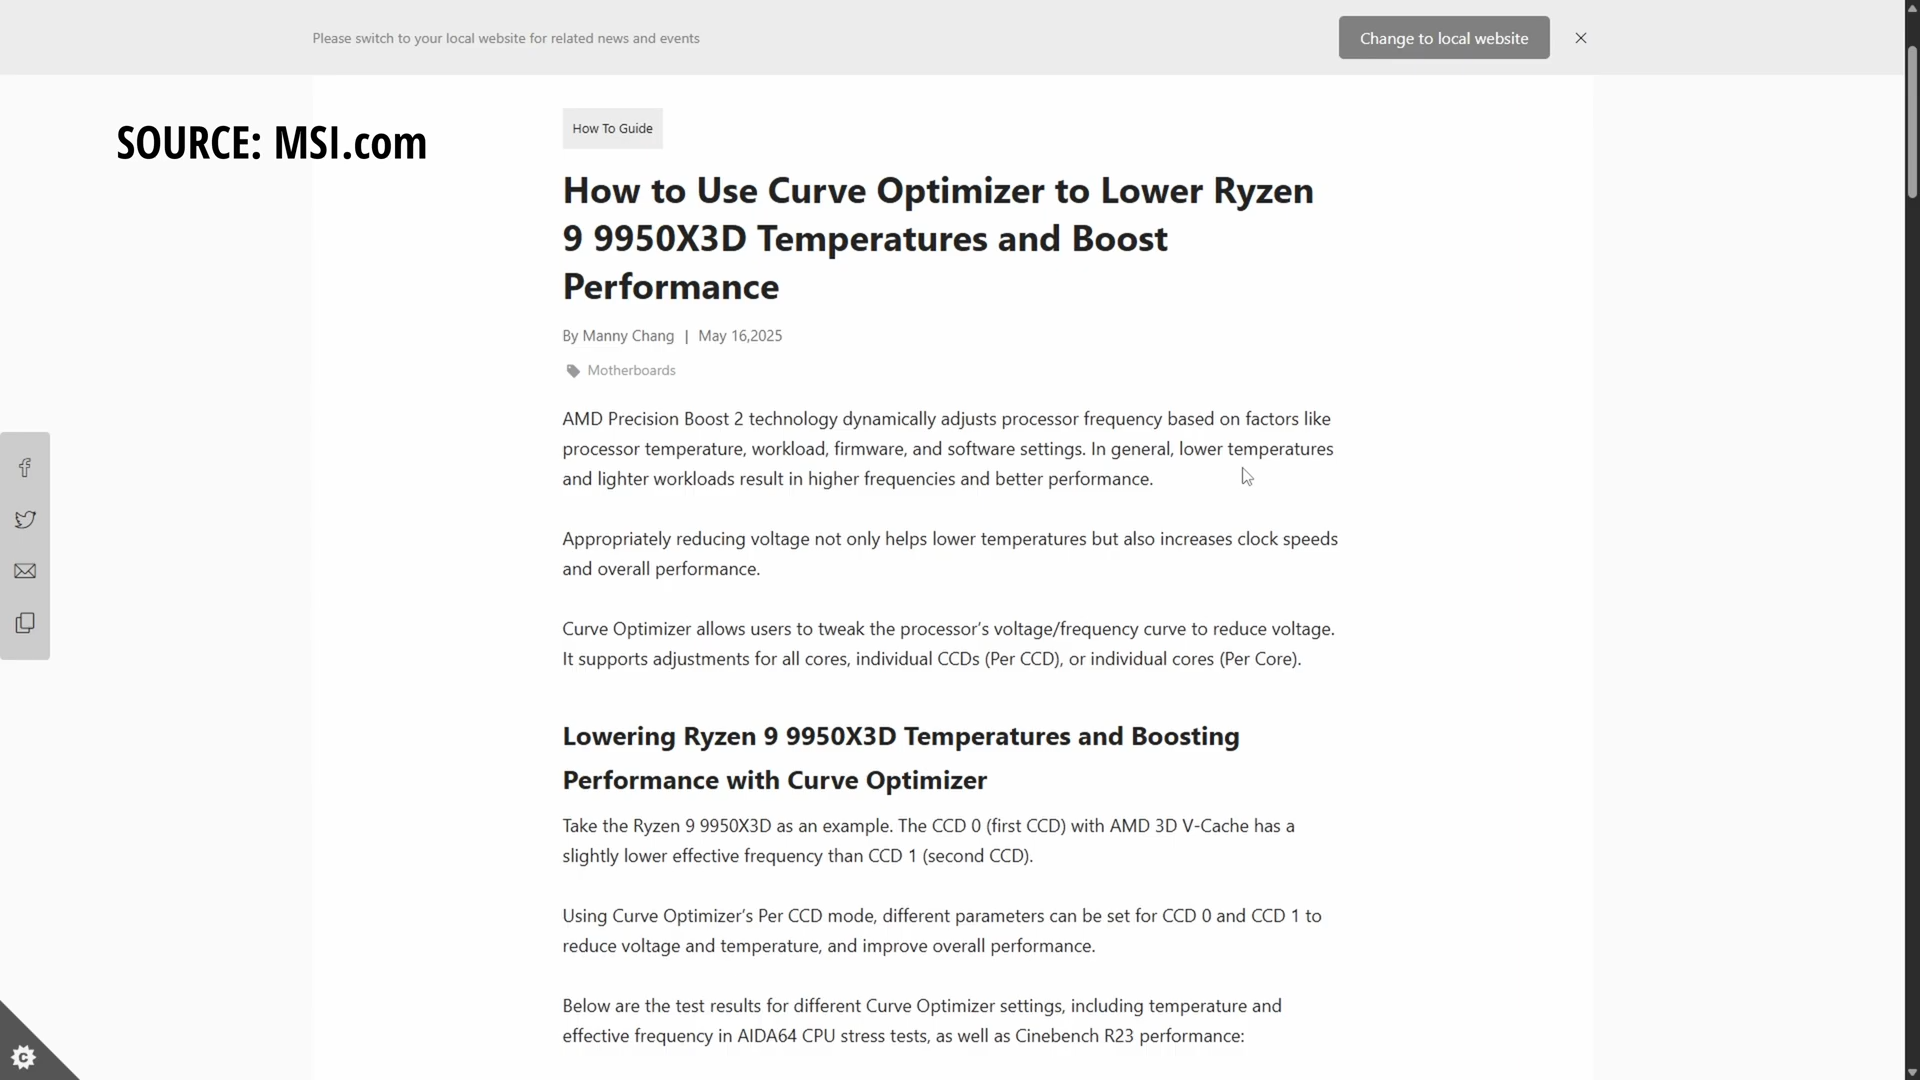 Please switch to your local website for related news and events
Change to local website
SOURCE: MSI.com
How To Guide
How to Use Curve Optimizer to Lower Ryzen
9 9950X3D Temperatures and Boost
Performance
By Manny Chang | May 16,2025
Motherboards
AMD Precision Boost 2 technology dynamically adjusts processor frequency based on factors like
processor temperature, workload, firmware, and software settings. In general, lower temperatures
and lighter workloads result in higher frequencies and better performance.
Appropriately reducing voltage not only helps lower temperatures but also increases clock speeds
and overall performance.
Curve Optimizer allows users to tweak the processor’s voltage/frequency curve to reduce voltage.
It supports adjustments for all cores, individual CCDs (Per CCD), or individual cores (Per Core).
Lowering Ryzen 9 9950X3D Temperatures and Boosting
Performance with Curve Optimizer
Take the Ryzen 9 9950X3D as an example. The CCD 0 (first CCD) with AMD 3D V-Cache has a
slightly lower effective frequency than CCD 1 (second CCD).
Using Curve Optimizer’s Per CCD mode, different parameters can be set for CCD 0 and CCD 1 to
reduce voltage and temperature, and improve overall performance.
Below are the test results for different Curve Optimizer settings, including temperature and
effective frequency in AIDA64 CPU stress tests, as well as Cinebench R23 performance: